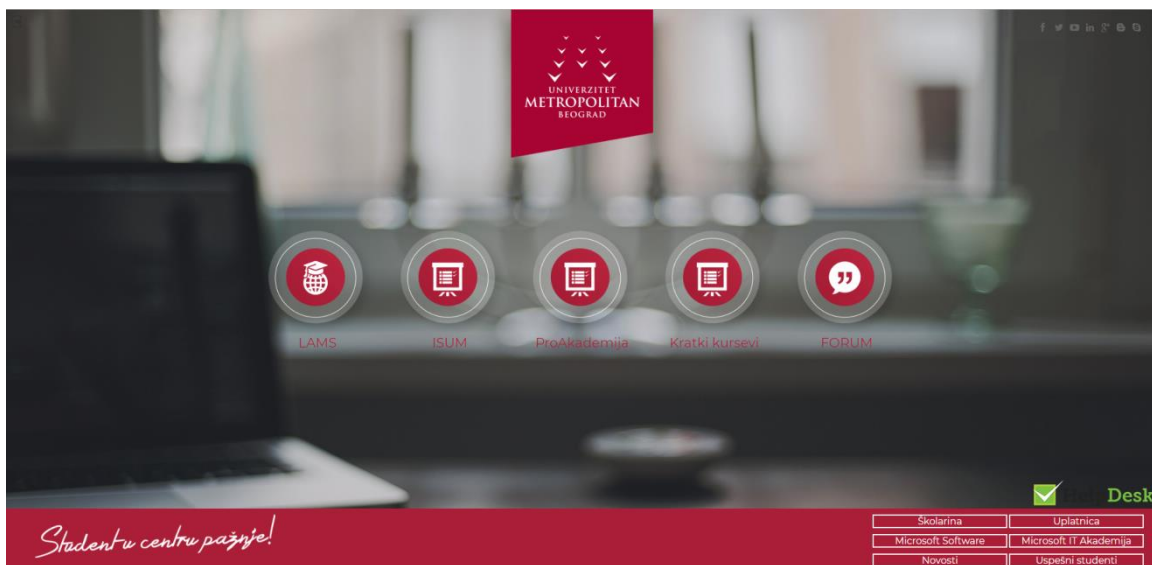 UNIVERZITET
METROPOLITAN
BEOGRAD
LAMS
ISUM
ProAkademija
Kratki kursevi
FORUM
Desk
Student u centru pažnje!
Školarina
Uplatnica
Microsoft Software
Microsoft IT Akademija
Novosti
Uspešni studenti